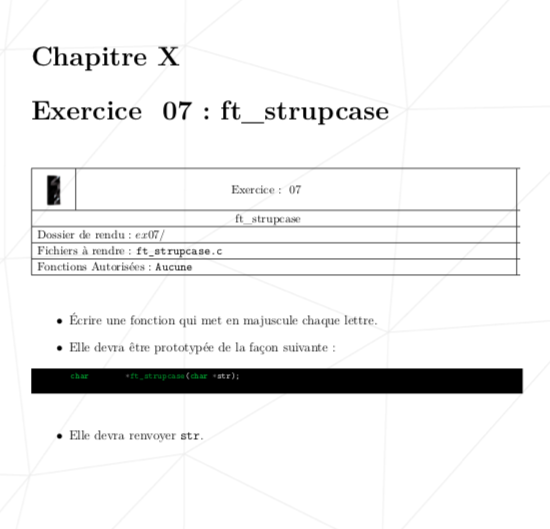 Chapitre X
Exercice 07 : ft_strupcase
Exercice : 07
ft_strupcase
Dossier de rendu : ex07/
Fichiers à rendre : ft_strupcase.c
Fonctions Autorisées : Aucune
• Écrire une fonction qui met en majuscule chaque lettre.
• Elle devra être prototypée de la façon suivante :
char *ft_strupcase(char *str);
• Elle devra renvoyer str.